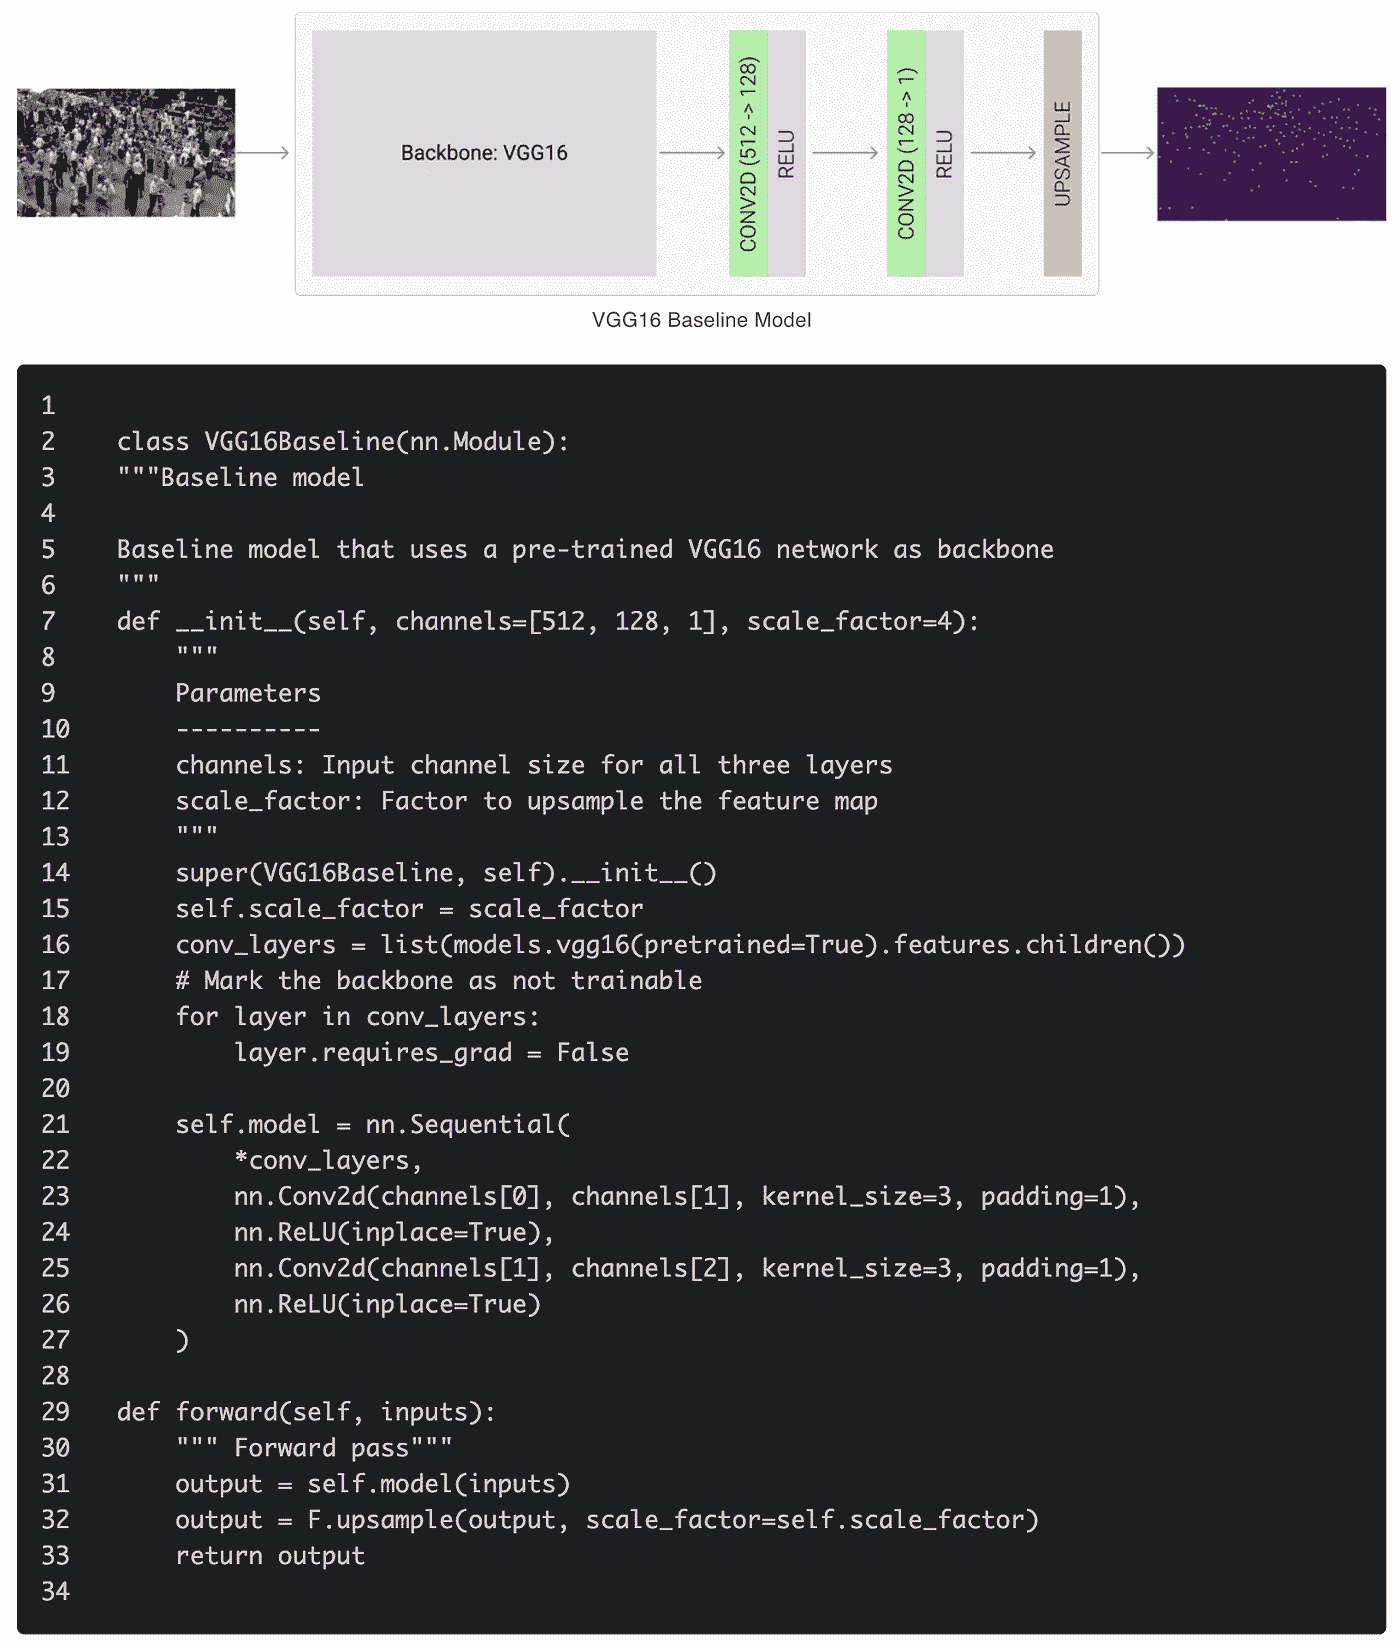 Backbone: VGG16
CONV2D (512 -> 128)
RELU
CONV2D (128 -> 1)
RELU
UPSAMPLE
VGG16 Baseline Model
1
2 class VGG16Baseline(nn.Module):
3 """Baseline model
4
5 Baseline model that uses a pre-trained VGG16 network as backbone
6 """
7 def __init__(self, channels=[512, 128, 1], scale_factor=4):
8 """
9 Parameters
10 ----------
11 channels: Input channel size for all three layers
12 scale_factor: Factor to upsample the feature map
13 """
14 super(VGG16Baseline, self).__init__()
15 self.scale_factor = scale_factor
16 conv_layers = list(models.vgg16(pretrained=True).features.children())
17 # Mark the backbone as not trainable
18 for layer in conv_layers:
19 layer.requires_grad = False
20
21 self.model = nn.Sequential(
22 *conv_layers,
23 nn.Conv2d(channels[0], channels[1], kernel_size=3, padding=1),
24 nn.ReLU(inplace=True),
25 nn.Conv2d(channels[1], channels[2], kernel_size=3, padding=1),
26 nn.ReLU(inplace=True)
27 )
28
29 def forward(self, inputs):
30 """ Forward pass"""
31 output = self.model(inputs)
32 output = F.upsample(output, scale_factor=self.scale_factor)
33 return output
34